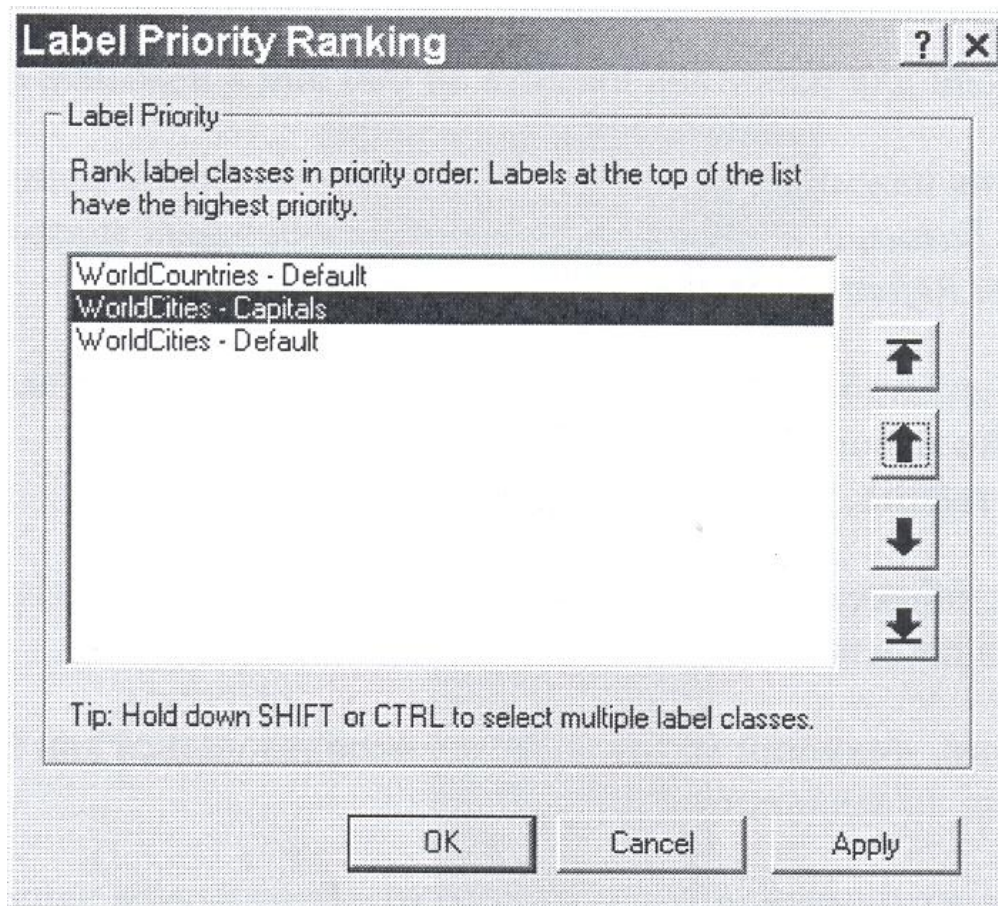 Label Priority Ranking
? ×
Label Priority
Rank label classes in priority order: Labels at the top of the list
have the highest priority.
WorldCountries - Default
WorldCities - Capitals
WorldCities - Default
Tip: Hold down SHIFT or CTRL to select multiple label classes.
OK Cancel Apply